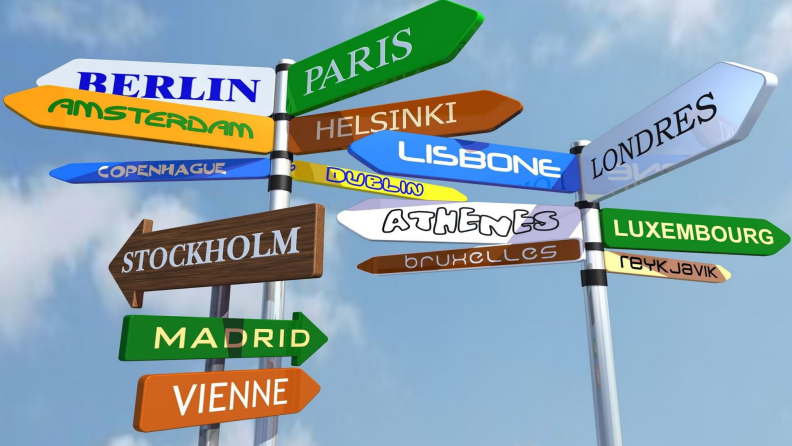 BERLIN
PARIS
AMSTERDAM
HELSINKI
COPENHAGUE
DUBLIN
STOCKHOLM
MADRID
VIENNE
LISBONE
LONDRES
ATHENES
LUXEMBOURG
bruxelles
reykjavik